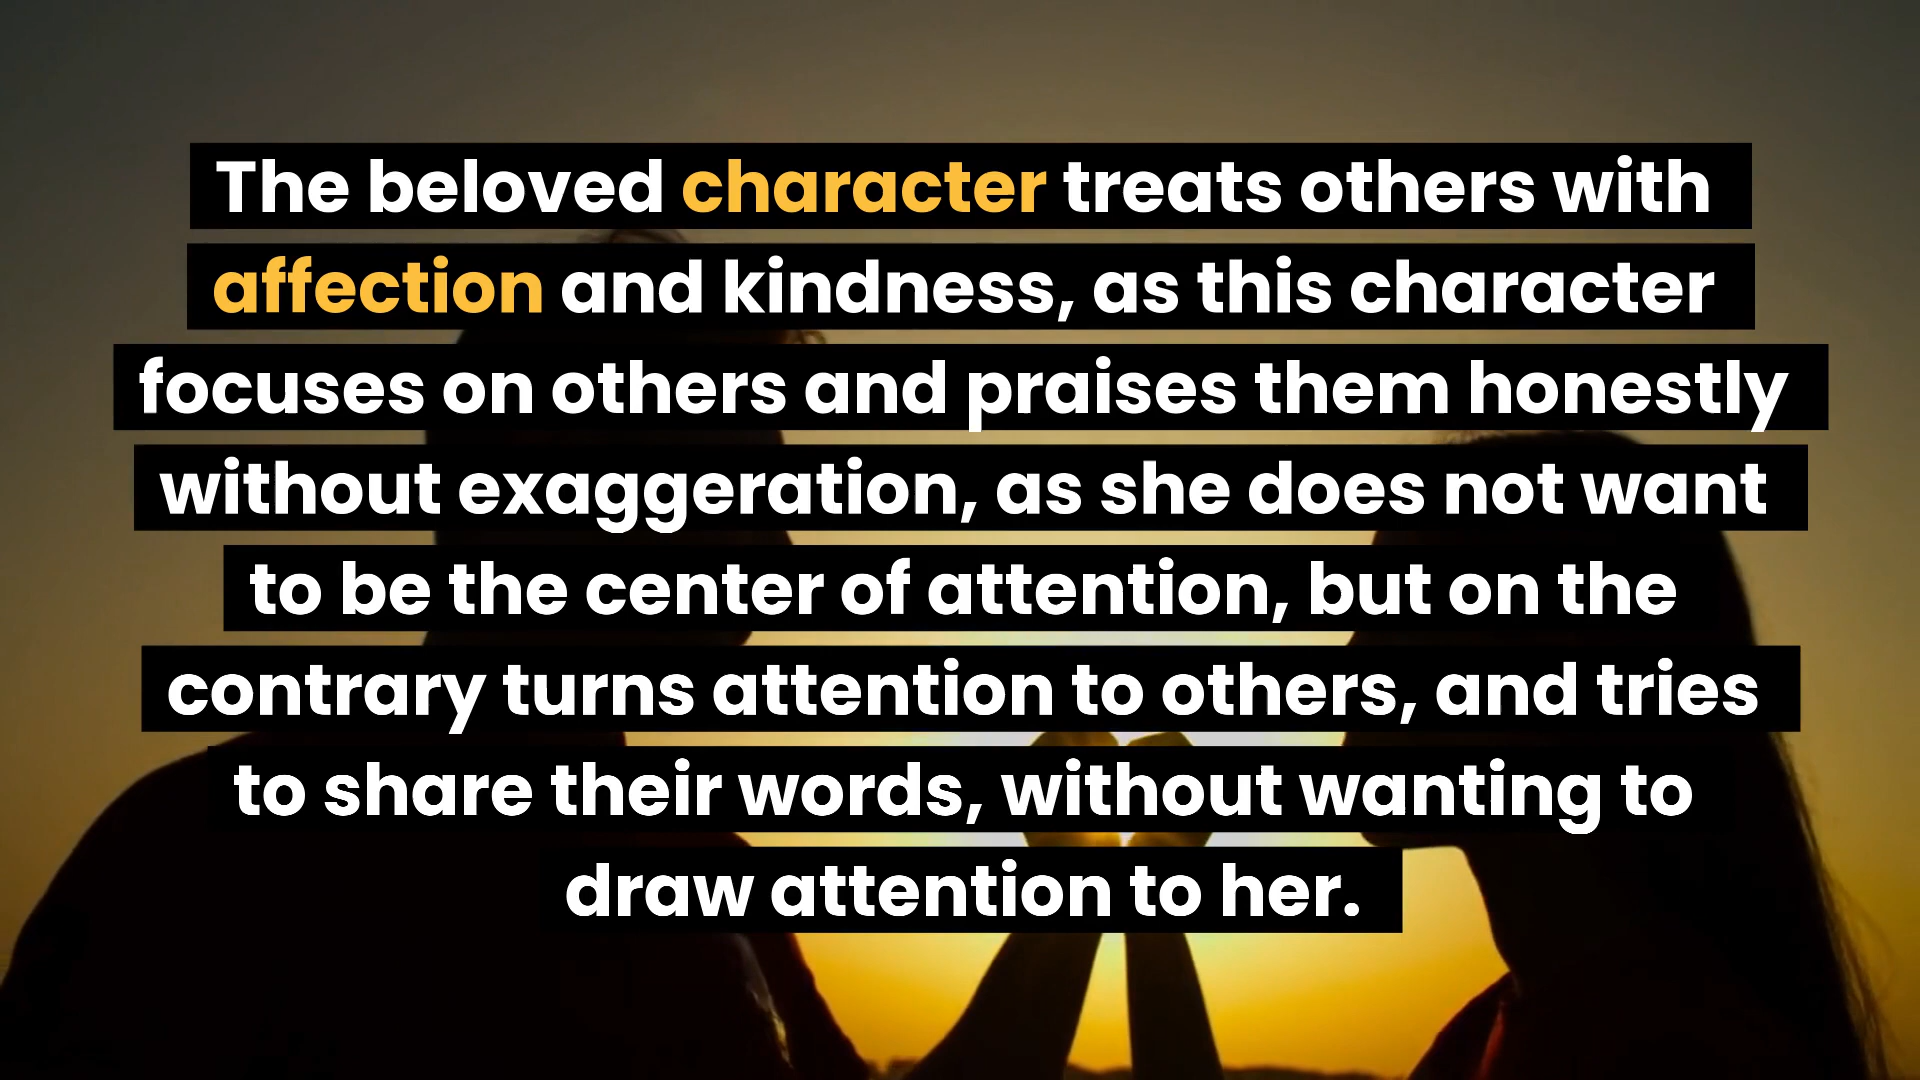 The beloved character treats others with
affection and kindness, as this character
focuses on others and praises them honestly
without exaggeration, as she does not want
to be the center of attention, but on the
contrary turns attention to others, and tries
to share their words, without wanting to
draw attention to her.